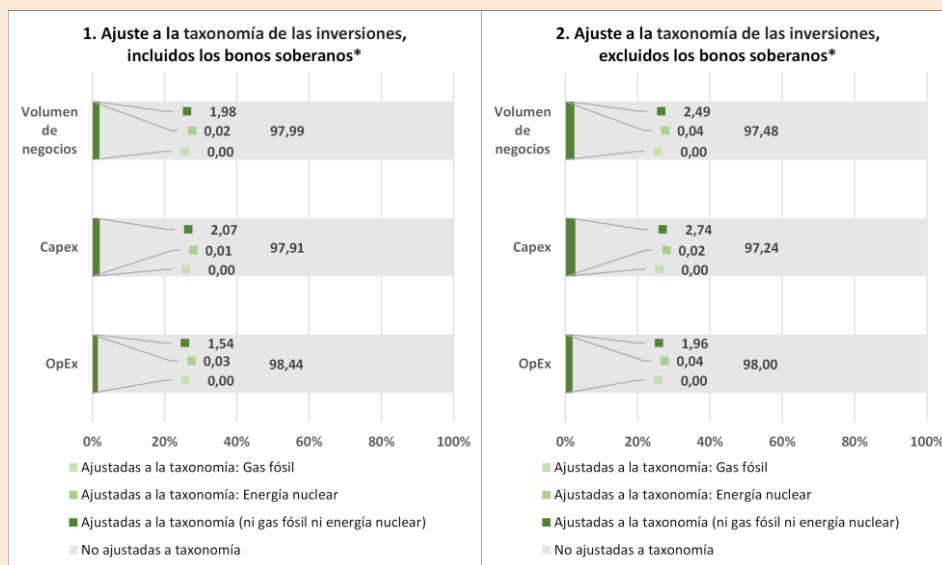 1. Ajuste a la taxonomía de las inversiones,
incluidos los bonos soberanos*
Volumen
de
negocios
1,98
0,02
97,99
0,00
Capex
2,07
0,01
97,91
0,00
OpEx
1,54
0,03
98,44
0,00
0% 20% 40% 60% 80% 100%
Ajustadas a la taxonomía: Gas fósil
Ajustadas a la taxonomía: Energía nuclear
Ajustadas a la taxonomía (ni gas fósil ni energía nuclear)
No ajustadas a taxonomía
2. Ajuste a la taxonomía de las inversiones,
excluidos los bonos soberanos*
Volumen
de
negocios
2,49
0,04
97,48
0,00
Capex
2,74
0,02
97,24
0,00
OpEx
1,96
0,04
98,00
0,00
0% 20% 40% 60% 80% 100%
Ajustadas a la taxonomía: Gas fósil
Ajustadas a la taxonomía: Energía nuclear
Ajustadas a la taxonomía (ni gas fósil ni energía nuclear)
No ajustadas a taxonomía